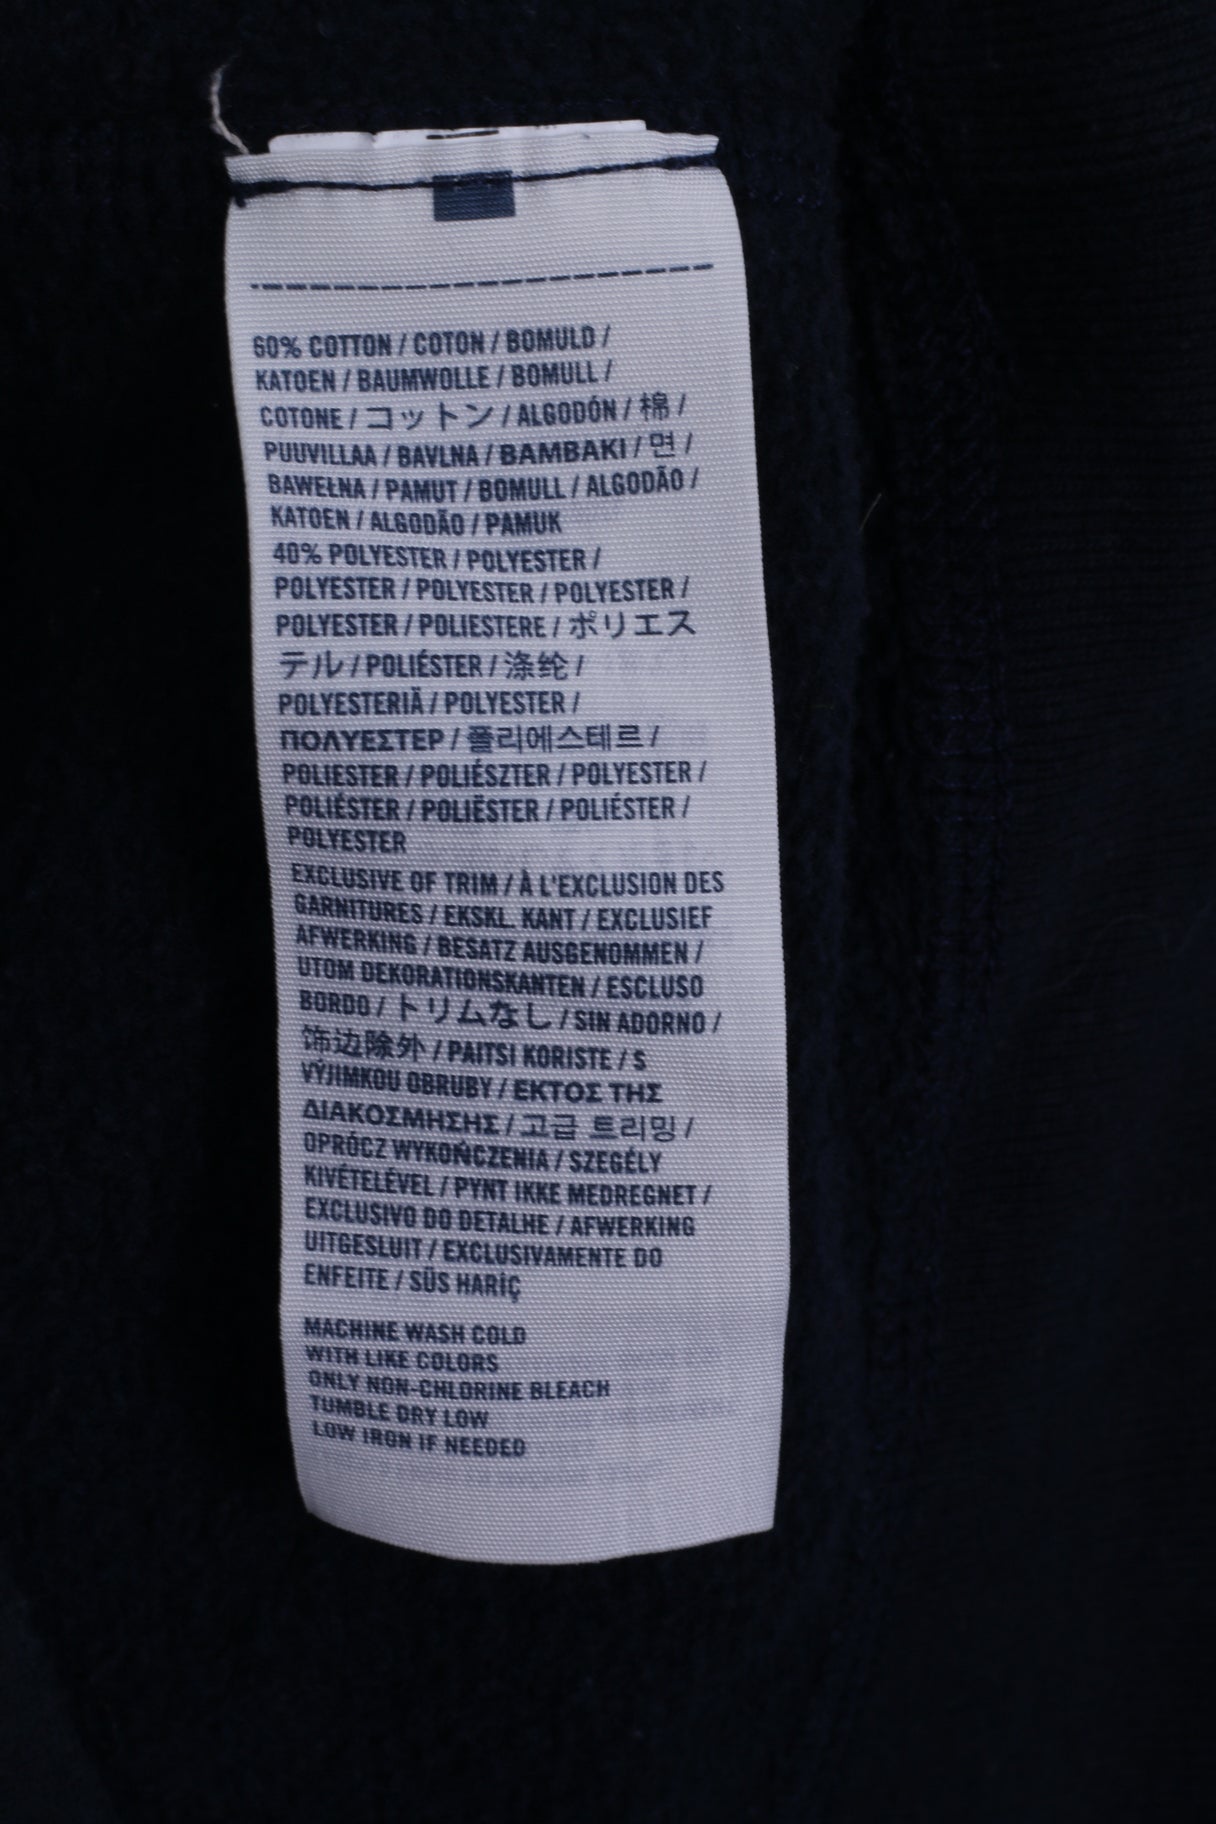 60% COTTON / COTON / BOMULD /
KATOEN / BAUMWOLLE / BOMULL /
COTONE / コットン / ALGODÓN / 棉 /
PUUVILLAA / BAVLNA / BAMBAKI / 면 /
BAWEŁNA / PAMUT / BOMULL / ALGODÃO /
KATOEN / ALGODÃO / PAMUK
40% POLYESTER / POLYESTER /
POLYESTER / POLYESTER / POLYESTER /
POLYESTER / POLIESTERE / ポリエス
テル / POLIÉSTER / 涤纶 /
POLYESTERIÄ / POLYESTER /
ΠΟΛΥΕΣΤΕΡ / 폴리에스테르 /
POLIESTER / POLIÉSZTER / POLYESTER /
POLIÉSTER / POLIËSTER / POLIÉSTER /
POLYESTER
EXCLUSIVE OF TRIM / À L'EXCLUSION DES
GARNITURES / EKSKL. KANT / EXCLUSIEF
AFWERKING / BESATZ AUSGENOMMEN /
UTOM DEKORATIONSKANTEN / ESCLUSO
BORDO / トリムなし / SIN ADORNO /
饰边除外 / PAITSI KORISTE / S
VÝJIMKOU OBRUBY / ΕΚΤΟΣ ΤΗΣ
ΔΙΑΚΟΣΜΗΣΗΣ / 고급 트리밍 /
OPRÓCZ WYKOŃCZENIA / SZEGÉLY
KIVÉTELÉVEL / PYNT IKKE MEDREGNET /
EXCLUSIVO DO DETALHE / AFWERKING
UITGESLUIT / EXCLUSIVAMENTE DO
ENFEITE / SÜS HARİÇ
MACHINE WASH COLD
WITH LIKE COLORS
ONLY NON-CHLORINE BLEACH
TUMBLE DRY LOW
LOW IRON IF NEEDED